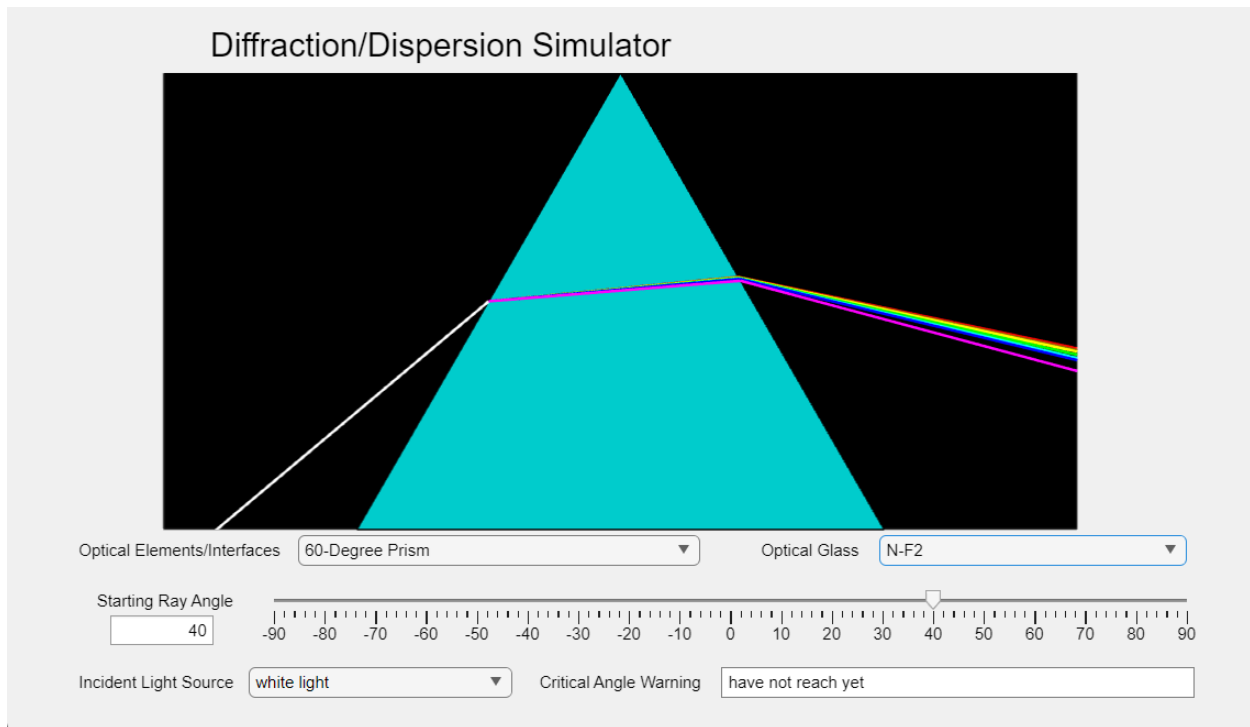 Diffraction/Dispersion Simulator
Optical Elements/Interfaces 60-Degree Prism Optical Glass N-F2
Starting Ray Angle
40
-90 -80 -70 -60 -50 -40 -30 -20 -10 0 10 20 30 40 50 60 70 80 90
Incident Light Source white light Critical Angle Warning have not reach yet